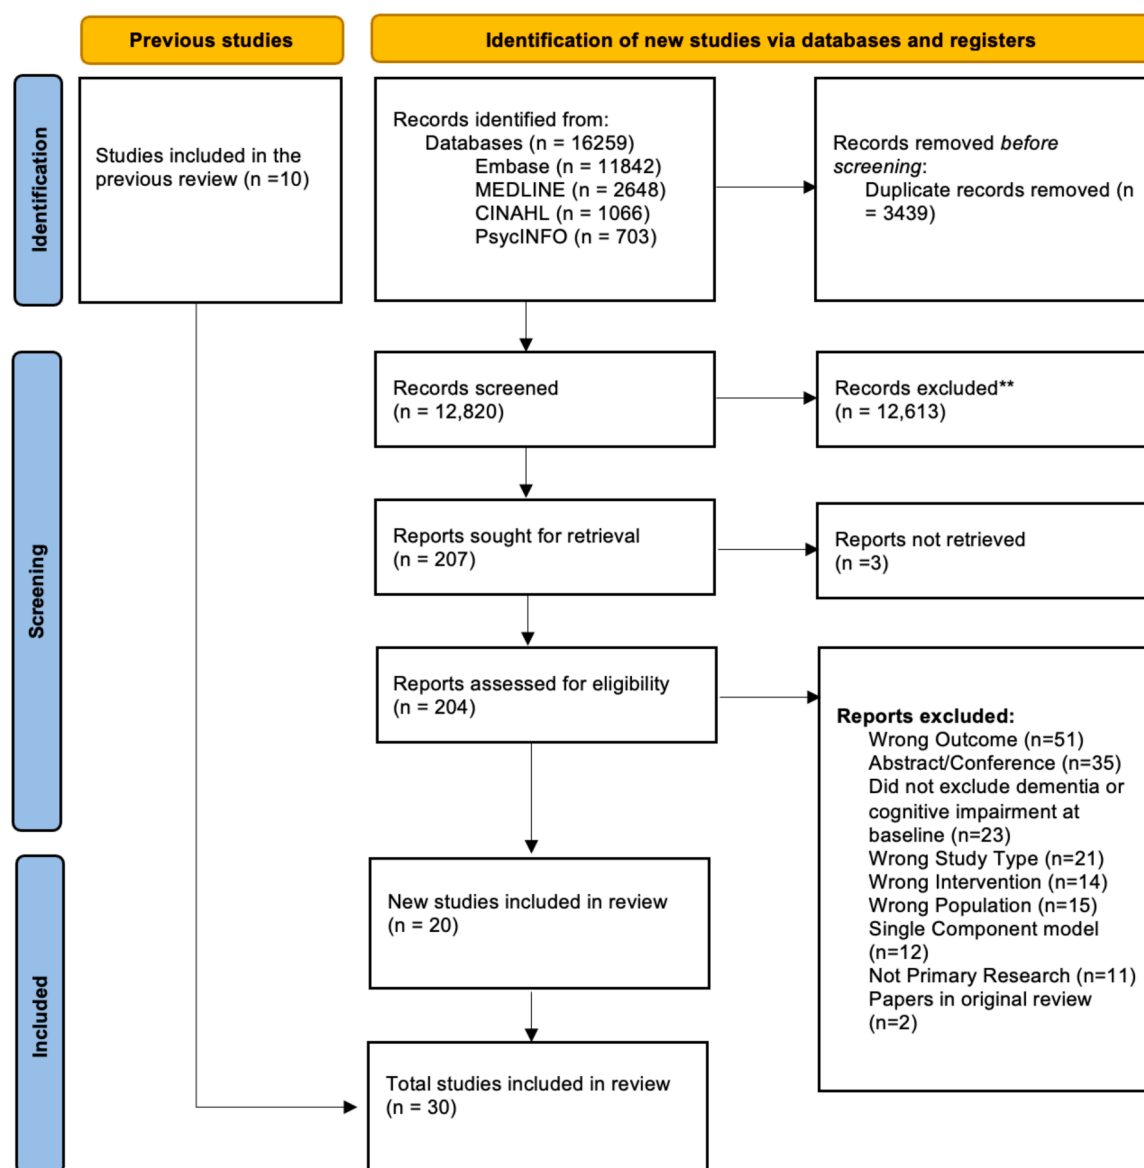 Previous studies
Identification of new studies via databases and registers
Identification
Studies included in the
previous review (n =10)
Records identified from:
Databases (n = 16259)
Embase (n = 11842)
MEDLINE (n = 2648)
CINAHL (n = 1066)
PsycINFO (n = 703)
Records removed before
screening:
Duplicate records removed (n
= 3439)
Screening
Records screened
(n = 12,820)
Records excluded**
(n = 12,613)
Reports sought for retrieval
(n = 207)
Reports not retrieved
(n =3)
Reports assessed for eligibility
(n = 204)
Reports excluded:
Wrong Outcome (n=51)
Abstract/Conference (n=35)
Did not exclude dementia or
cognitive impairment at
baseline (n=23)
Wrong Study Type (n=21)
Wrong Intervention (n=14)
Wrong Population (n=15)
Single Component model
(n=12)
Not Primary Research (n=11)
Papers in original review
(n=2)
Included
New studies included in review
(n = 20)
Total studies included in review
(n = 30)